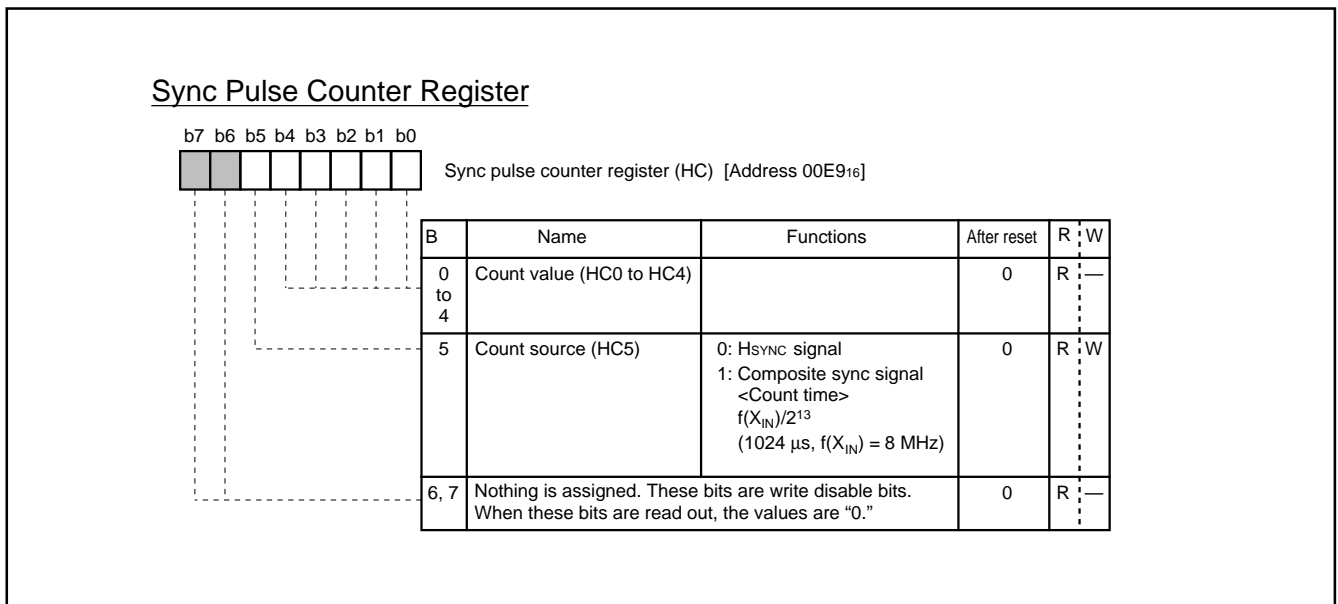 Sync Pulse Counter Register
b7 b6 b5 b4 b3 b2 b1 b0
Sync pulse counter register (HC) [Address 00E9₁₆]
B Name Functions After reset R W
0 to 4 Count value (HC0 to HC4) 0 R —
5 Count source (HC5) 0: HSYNC signal 0 R W
1: Composite sync signal
<Count time>
f(X_IN)/2¹³
(1024 μs, f(X_IN) = 8 MHz)
6, 7 Nothing is assigned. These bits are write disable bits. 0 R —
When these bits are read out, the values are “0.”